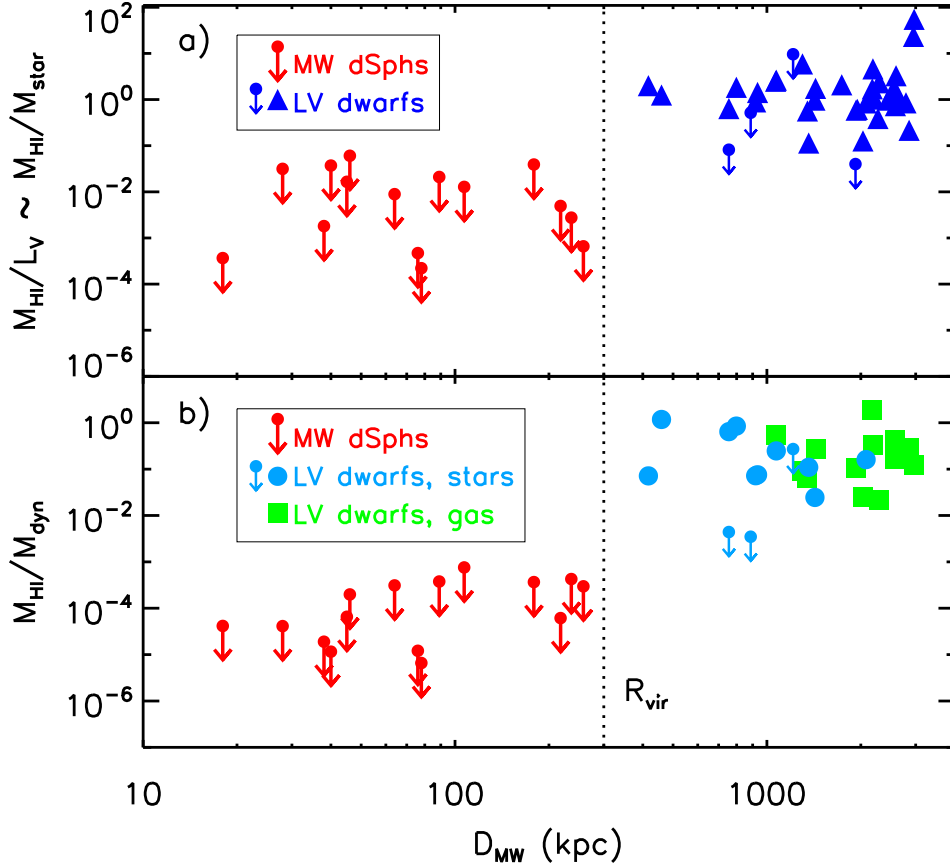 a)
MW dSphs
LV dwarfs
M_HI/L_V ~ M_HI/M_star
10^2
10^0
10^-2
10^-4
10^-6
b)
MW dSphs
LV dwarfs, stars
LV dwarfs, gas
M_HI/M_dyn
10^0
10^-2
10^-4
10^-6
R_vir
10
100
1000
D_MW (kpc)